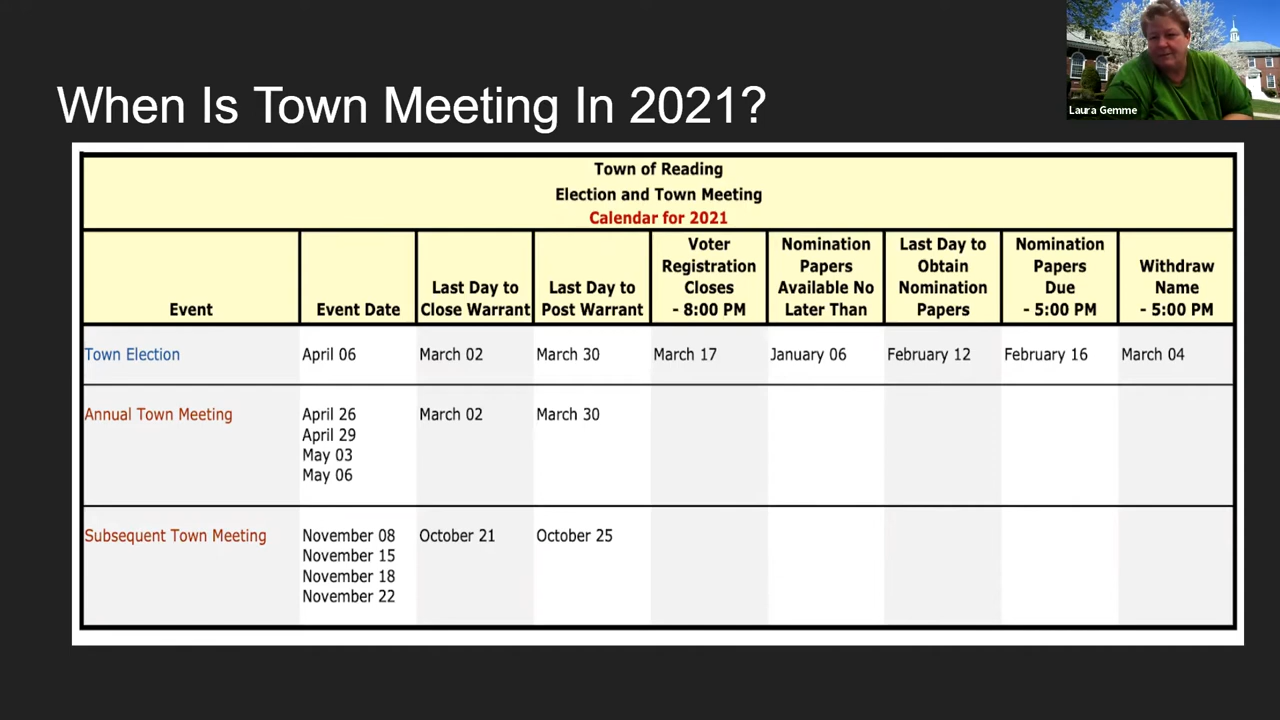 Laura Gemme
When Is Town Meeting In 2021?
Town of Reading
Election and Town Meeting
Calendar for 2021
Event
Event Date
Last Day to
Close Warrant
Last Day to
Post Warrant
Voter
Registration
Closes
- 8:00 PM
Nomination
Papers
Available No
Later Than
Last Day to
Obtain
Nomination
Papers
Nomination
Papers
Due
- 5:00 PM
Withdraw
Name
- 5:00 PM
Town Election
April 06
March 02
March 30
March 17
January 06
February 12
February 16
March 04
Annual Town Meeting
April 26
April 29
May 03
May 06
March 02
March 30
Subsequent Town Meeting
November 08
November 15
November 18
November 22
October 21
October 25